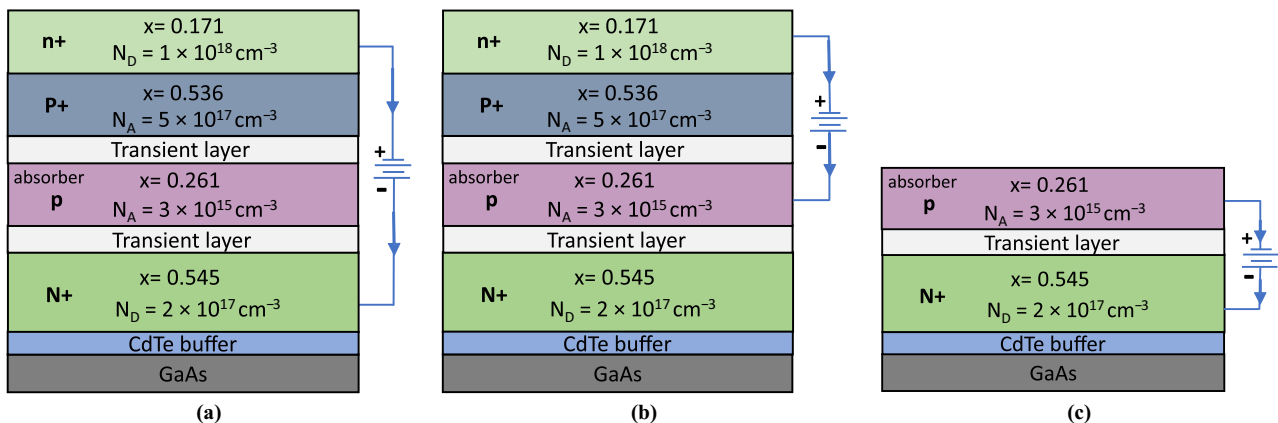 n+
x= 0.171
N_D = 1 × 10^18 cm^−3
P+
x= 0.536
N_A = 5 × 10^17 cm^−3
Transient layer
absorber
p
x= 0.261
N_A = 3 × 10^15 cm^−3
Transient layer
N+
x= 0.545
N_D = 2 × 10^17 cm^−3
CdTe buffer
GaAs
+
-
(a)
n+
x= 0.171
N_D = 1 × 10^18 cm^−3
P+
x= 0.536
N_A = 5 × 10^17 cm^−3
Transient layer
absorber
p
x= 0.261
N_A = 3 × 10^15 cm^−3
Transient layer
N+
x= 0.545
N_D = 2 × 10^17 cm^−3
CdTe buffer
GaAs
+
-
(b)
absorber
p
x= 0.261
N_A = 3 × 10^15 cm^−3
Transient layer
N+
x= 0.545
N_D = 2 × 10^17 cm^−3
CdTe buffer
GaAs
+
-
(c)